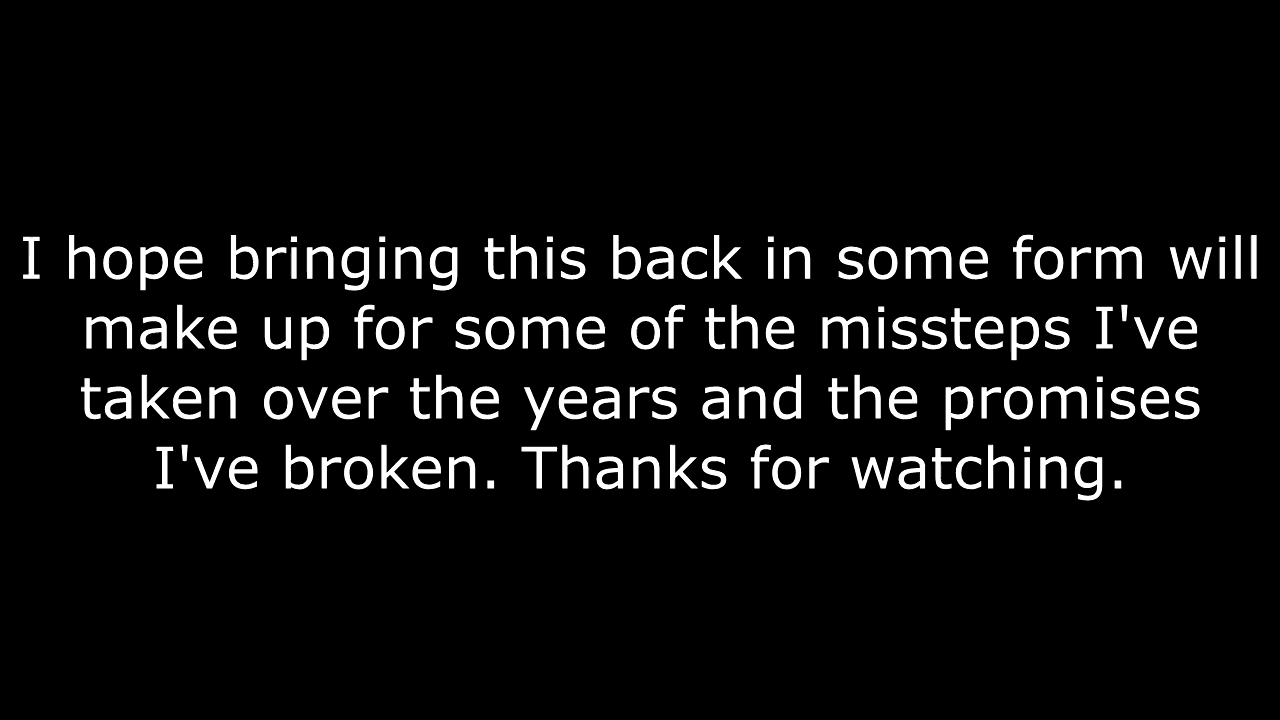 I hope bringing this back in some form will
make up for some of the missteps I've
taken over the years and the promises
I've broken. Thanks for watching.